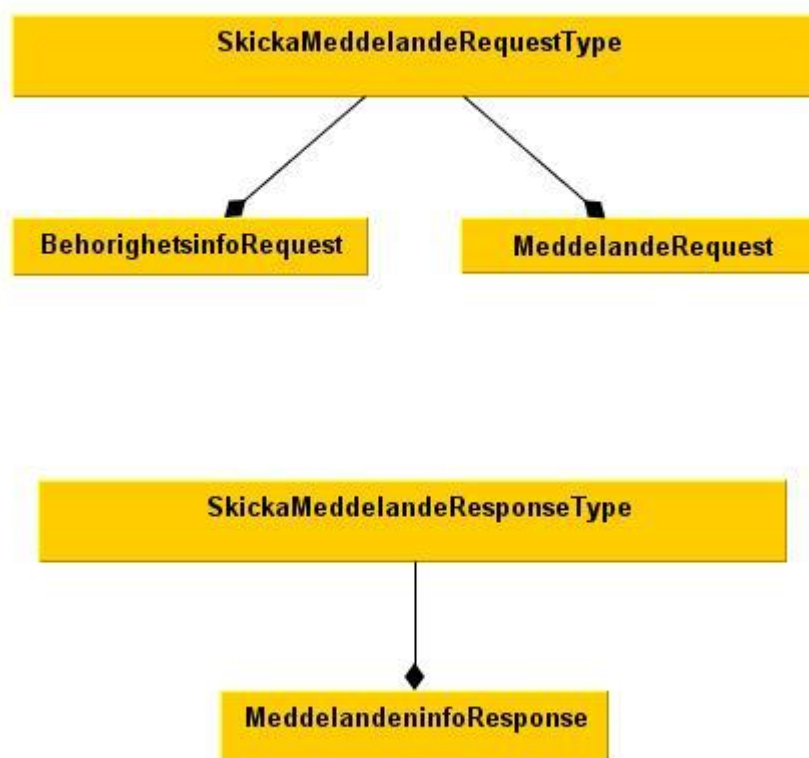 SkickaMeddelandeRequestType
BehorighetsinfoRequest
MeddelandeRequest
SkickaMeddelandeResponseType
MeddelandeninfoResponse